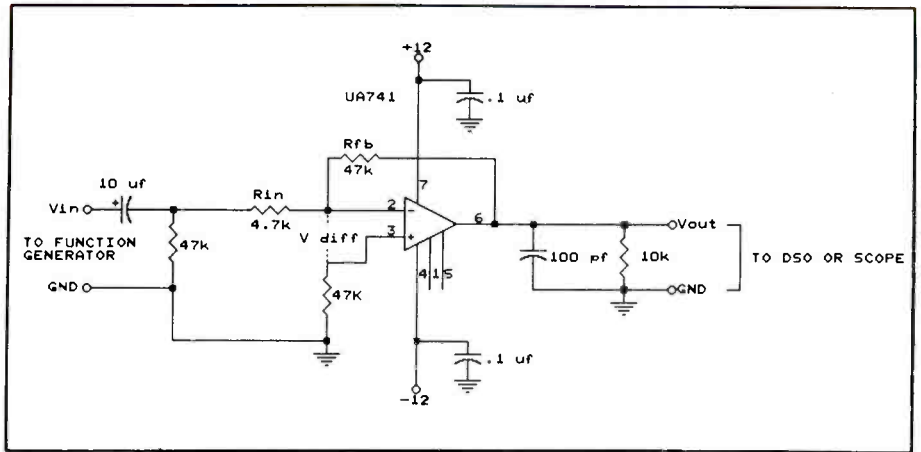 +12
UA741
.1 uf
Rfb
47k
7
10 uf
Rin
Vin
4.7k
2
-
6
Vout
+
V diff
3
+
TO FUNCTION
GENERATOR
47k
100 pf
10k
TO DSO OR SCOPE
47K
4
1
5
GND
GND
.1 uf
-12